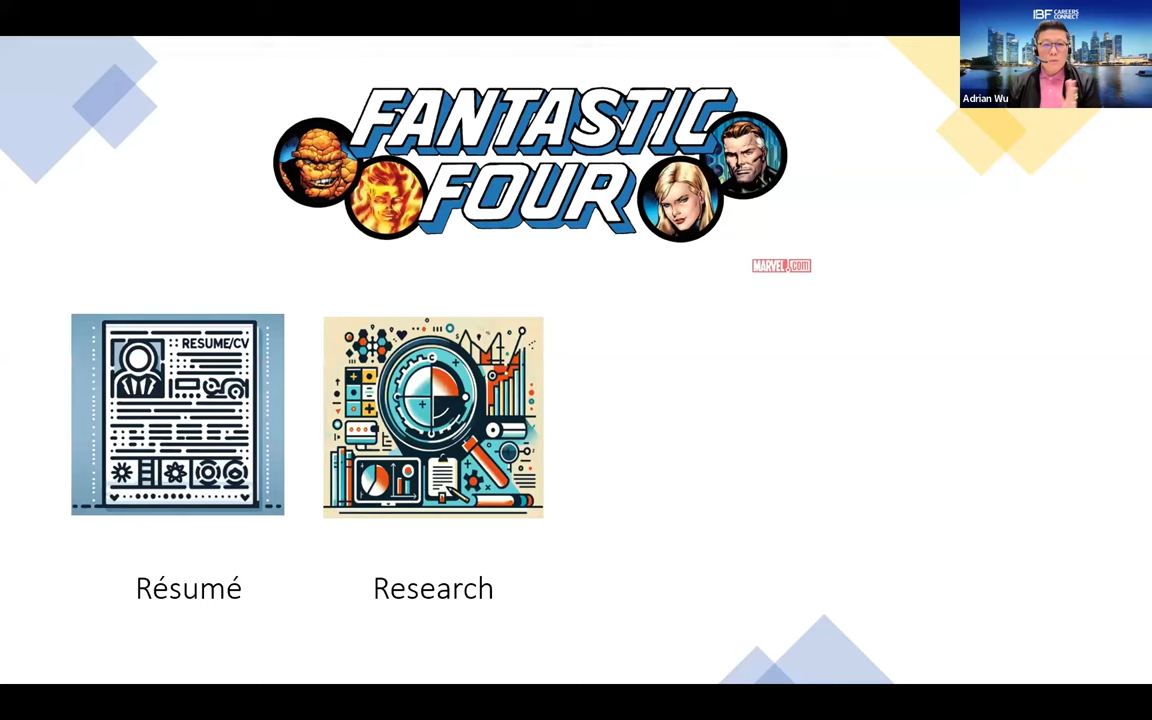 IBF CAREERS
CONNECT
Adrian Wu
FANTASTIC
FOUR
MARVEL.com
RESUME/CV
Résumé
Research